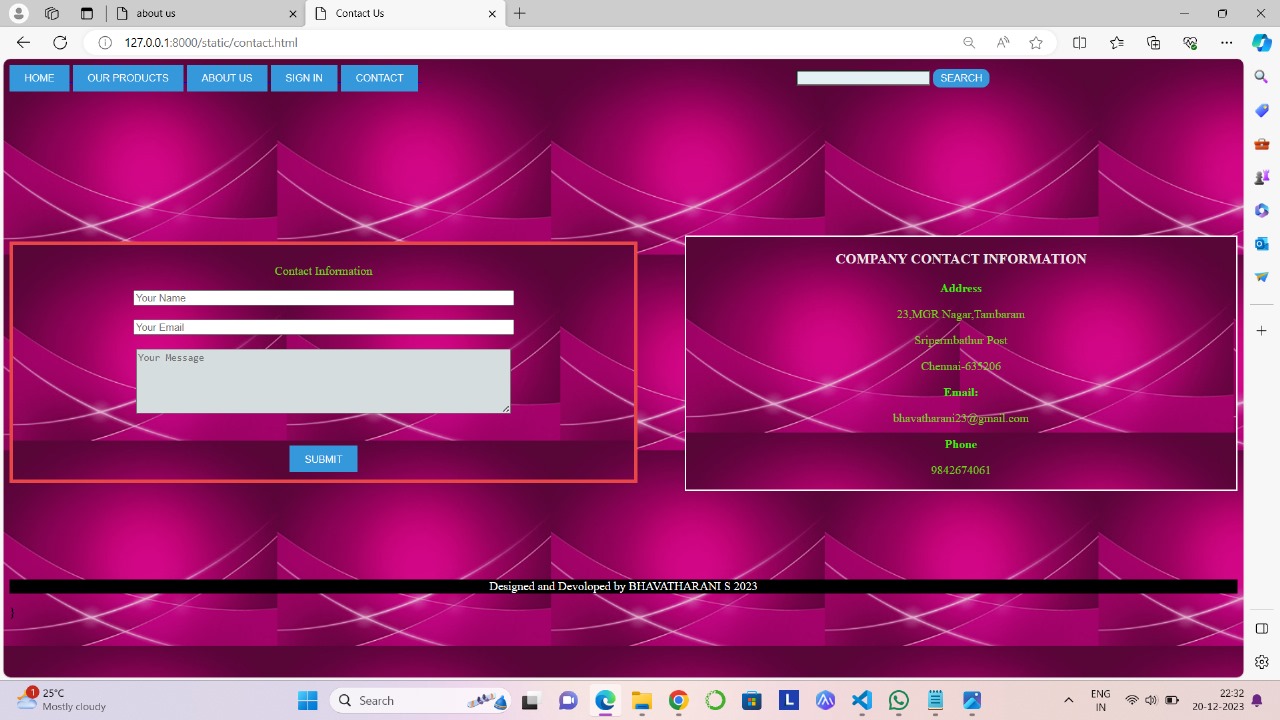 about us
Contact Us
127.0.0.1:8000/static/contact.html
HOME OUR PRODUCTS ABOUT US SIGN IN CONTACT SEARCH
Contact Information
Your Name
Your Email
Your Message
SUBMIT
COMPANY CONTACT INFORMATION
Address
23,MGR Nagar,Tambaram
Sripermbathur Post
Chennai-635206
Email:
bhavatharani23@gmail.com
Phone
9842674061
Designed and Devoloped by BHAVATHARANI S 2023
1
25°C
Mostly cloudy
Search
L
ENG
IN
22:32
20-12-2023